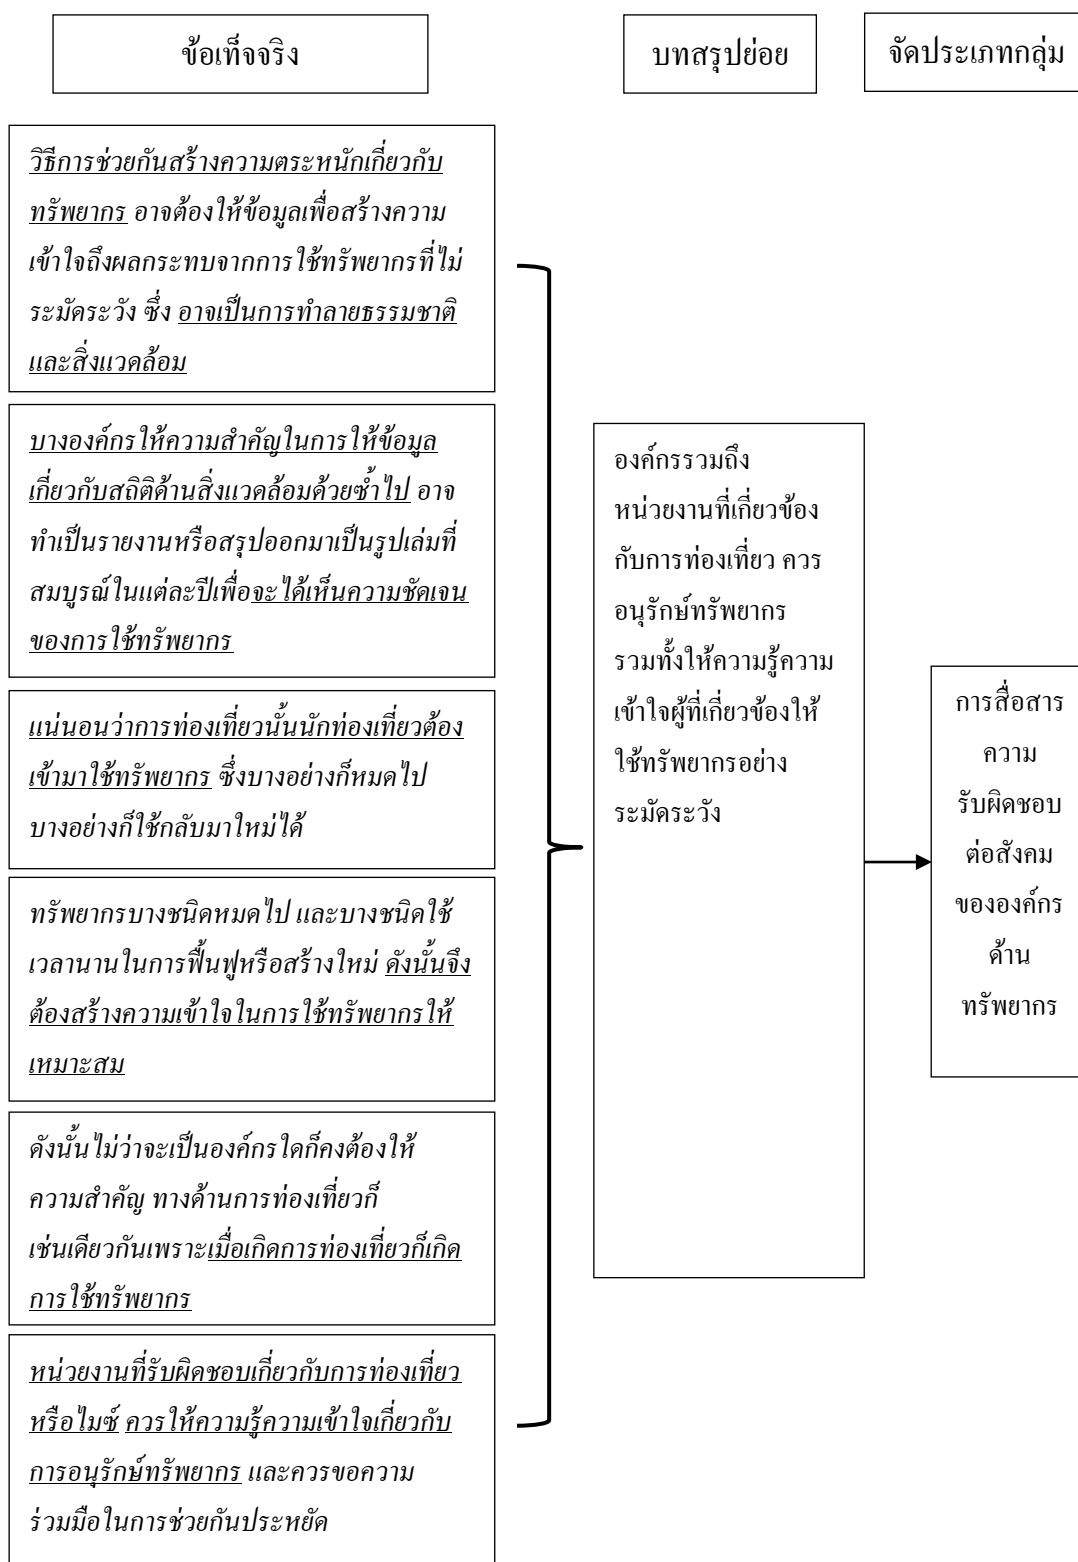 ข้อเท็จจริง
บทสรุปย่อย
จัดประเภทกลุ่ม
วิธีการช่วยกันสร้างความตระหนักเกี่ยวกับ
ทรัพยากร อาจต้องให้ข้อมูลเพื่อสร้างความ
เข้าใจถึงผลกระทบจากการใช้ทรัพยากรที่ไม่
ระมัดระวัง ซึ่ง อาจเป็นการทำลายธรรมชาติ
และสิ่งแวดล้อม
บางองค์กรให้ความสำคัญในการให้ข้อมูล
เกี่ยวกับสถิติด้านสิ่งแวดล้อมด้วยซ้ำไป อาจ
ทำเป็นรายงานหรือสรุปออกมาเป็นรูปเล่มที่
สมบูรณ์ในแต่ละปีเพื่อจะได้เห็นความชัดเจน
ของการใช้ทรัพยากร
แน่นอนว่าการท่องเที่ยวนั้นนักท่องเที่ยวต้อง
เข้ามาใช้ทรัพยากร ซึ่งบางอย่างก็หมดไป
บางอย่างก็ใช้กลับมาใหม่ได้
ทรัพยากรบางชนิดหมดไป และบางชนิดใช้
เวลานานในการฟื้นฟูหรือสร้างใหม่ ดังนั้นจึง
ต้องสร้างความเข้าใจในการใช้ทรัพยากรให้
เหมาะสม
ดังนั้นไม่ว่าจะเป็นองค์กรใดก็คงต้องให้
ความสำคัญ ทางด้านการท่องเที่ยวก็
เช่นเดียวกันเพราะเมื่อเกิดการท่องเที่ยวก็เกิด
การใช้ทรัพยากร
หน่วยงานที่รับผิดชอบเกี่ยวกับการท่องเที่ยว
หรือไมซ์ ควรให้ความรู้ความเข้าใจเกี่ยวกับ
การอนุรักษ์ทรัพยากร และควรขอความ
ร่วมมือในการช่วยกันประหยัด
องค์กรรวมถึง
หน่วยงานที่เกี่ยวข้อง
กับการท่องเที่ยว ควร
อนุรักษ์ทรัพยากร
รวมทั้งให้ความรู้ความ
เข้าใจผู้ที่เกี่ยวข้องให้
ใช้ทรัพยากรอย่าง
ระมัดระวัง
การสื่อสาร
ความ
รับผิดชอบ
ต่อสังคม
ขององค์กร
ด้าน
ทรัพยากร